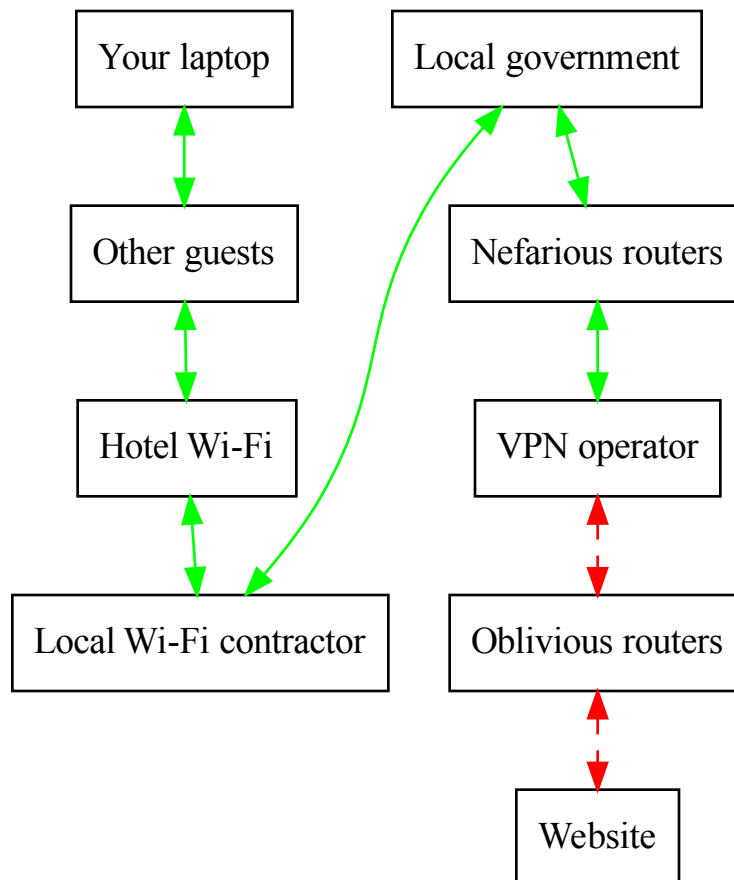 Your laptop
Other guests
Hotel Wi-Fi
Local Wi-Fi contractor
Local government
Nefarious routers
VPN operator
Oblivious routers
Website